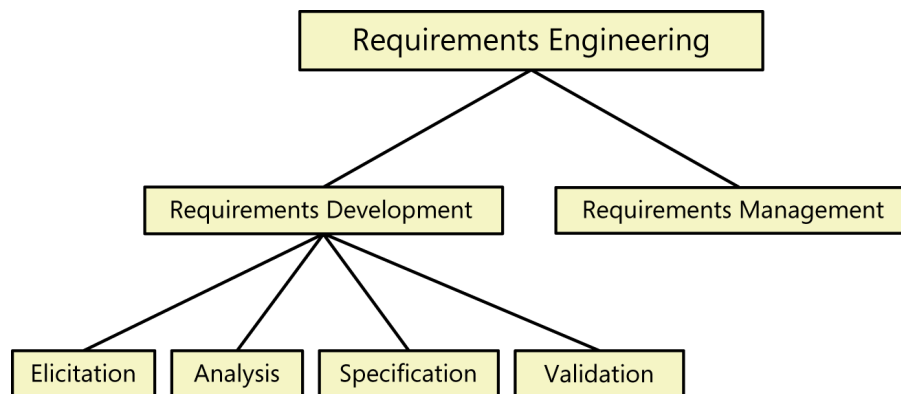 Requirements Engineering
Requirements Development
Requirements Management
Elicitation
Analysis
Specification
Validation